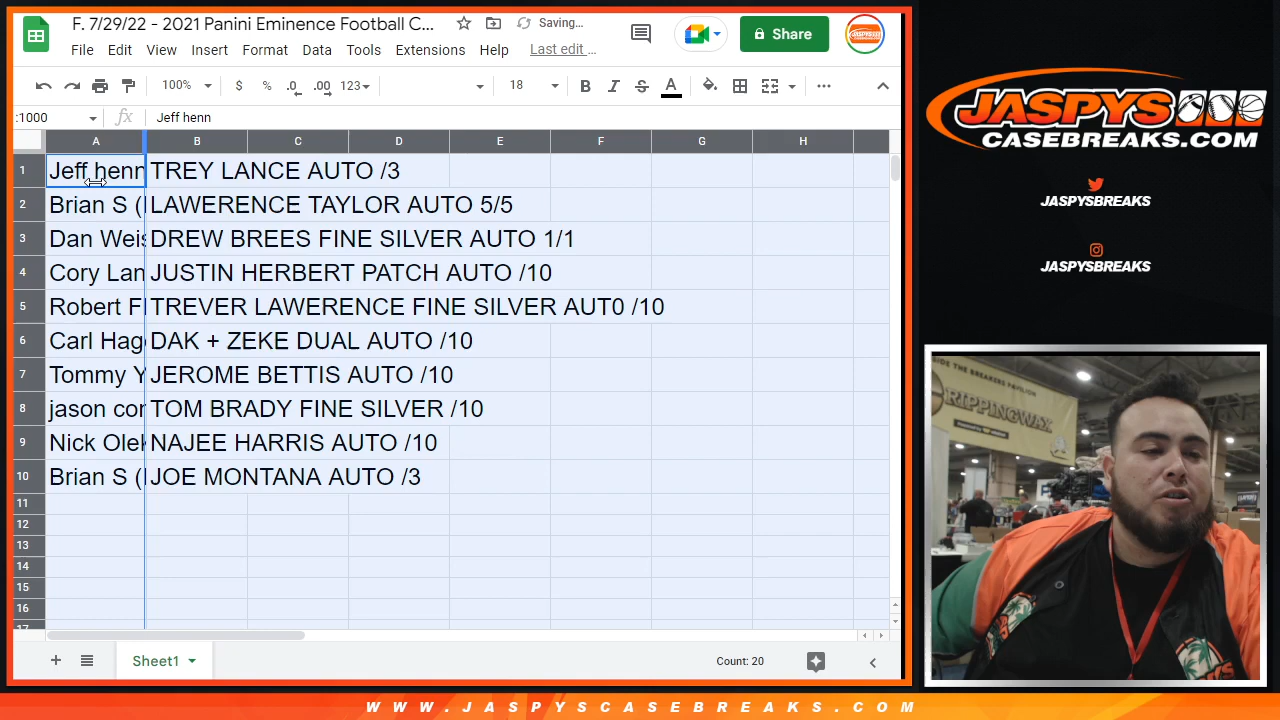 F. 7/29/22 - 2021 Panini Eminence Football C...
Saving...
File Edit View Insert Format Data Tools Extensions Help Last edit ...
Share
100% $ % .0 .00 123 18 B I S A
:1000 fx Jeff henn
A B C D E F G H
1 Jeff henn TREY LANCE AUTO /3
2 Brian S ( LAWERENCE TAYLOR AUTO 5/5
3 Dan Weis DREW BREES FINE SILVER AUTO 1/1
4 Cory Lan JUSTIN HERBERT PATCH AUTO /10
5 Robert Fl TREVER LAWERENCE FINE SILVER AUT0 /10
6 Carl Hag DAK + ZEKE DUAL AUTO /10
7 Tommy Y JEROME BETTIS AUTO /10
8 jason cor TOM BRADY FINE SILVER /10
9 Nick Olek NAJEE HARRIS AUTO /10
10 Brian S ( JOE MONTANA AUTO /3
11
12
13
14
15
16
17
Sheet1
Count: 20
JASPYS
CASEBREAKS.COM
JASPYSBREAKS
JASPYSBREAKS
THE BREAKERS PAVILION
RIPPINGWAX
WWW.JASPYSCASEBREAKS.COM